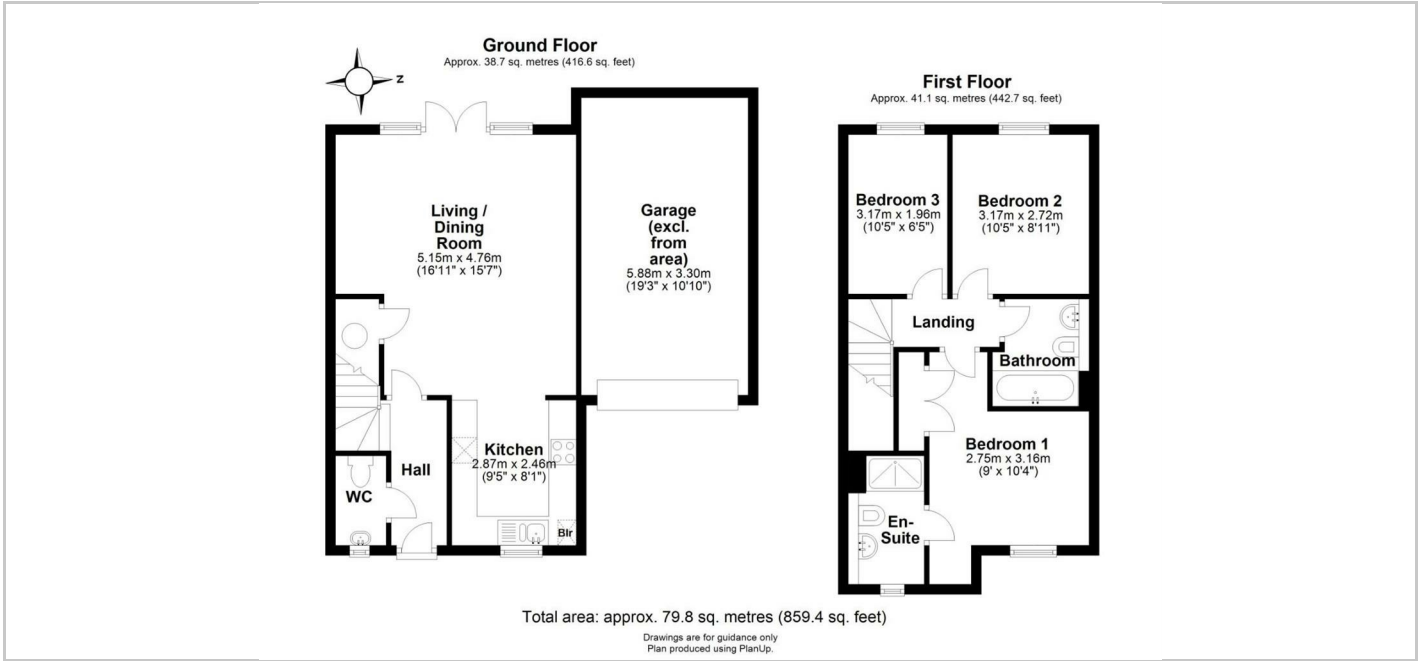 Ground Floor
Approx. 38.7 sq. metres (416.6 sq. feet)
Z
Living /
Dining
Room
5.15m x 4.76m
(16'11" x 15'7")
Garage
(excl.
from
area)
5.88m x 3.30m
(19'3" x 10'10")
Kitchen
2.87m x 2.46m
(9'5" x 8'1")
Hall
WC
Blr
First Floor
Approx. 41.1 sq. metres (442.7 sq. feet)
Bedroom 3
3.17m x 1.96m
(10'5" x 6'5")
Bedroom 2
3.17m x 2.72m
(10'5" x 8'11")
Landing
Bathroom
Bedroom 1
2.75m x 3.16m
(9' x 10'4")
En-
Suite
Total area: approx. 79.8 sq. metres (859.4 sq. feet)
Drawings are for guidance only
Plan produced using PlanUp.